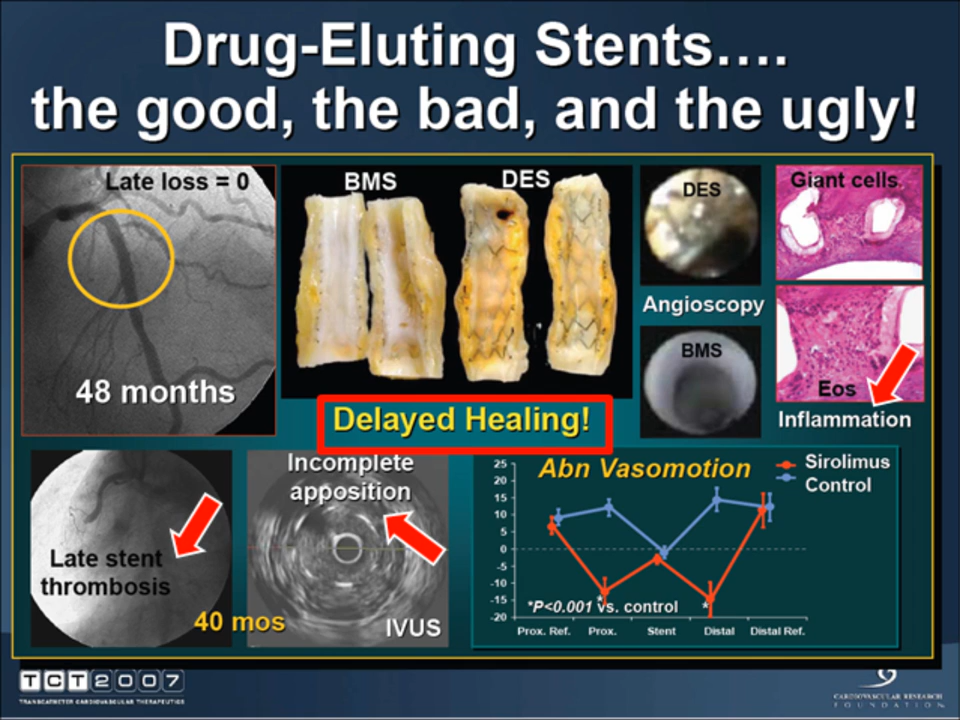 Drug-Eluting Stents....
the good, the bad, and the ugly!
Late loss = 0
48 months
BMS
DES
DES
Angioscopy
BMS
Giant cells
Eos
Inflammation
Delayed Healing!
Late stent
thrombosis
40 mos
Incomplete
apposition
IVUS
Abn Vasomotion
Sirolimus
Control
25
20
15
10
5
0
-5
-10
-15
-20
*
*
*P<0.001 vs. control
Prox. Ref.
Prox.
Stent
Distal
Distal Ref.
TCT2007
TRANSCATHETER CARDIOVASCULAR THERAPEUTICS
CARDIOVASCULAR RESEARCH
FOUNDATION